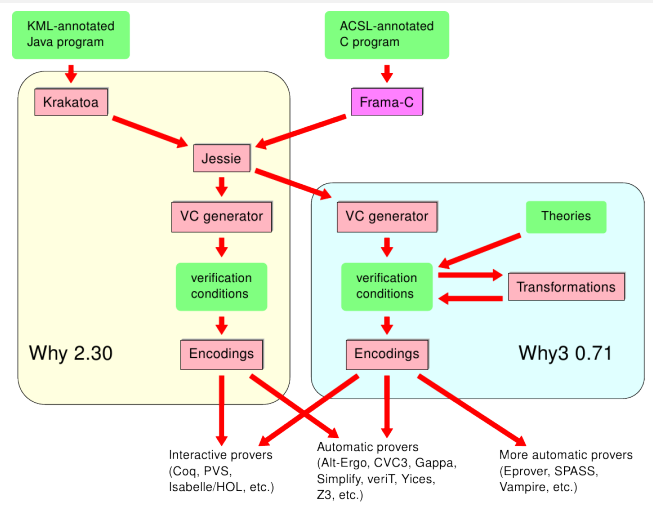 KML-annotated
Java program
ACSL-annotated
C program
Krakatoa
Frama-C
Jessie
VC generator
VC generator
Theories
verification
conditions
verification
conditions
Transformations
Encodings
Encodings
Why 2.30
Why3 0.71
Interactive provers
(Coq, PVS,
Isabelle/HOL, etc.)
Automatic provers
(Alt-Ergo, CVC3, Gappa,
Simplify, veriT, Yices,
Z3, etc.)
More automatic provers
(Eprover, SPASS,
Vampire, etc.)